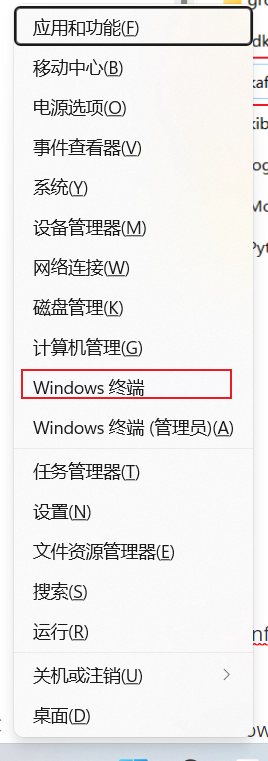 应用和功能(F)
移动中心(B)
电源选项(O)
事件查看器(V)
系统(Y)
设备管理器(M)
网络连接(W)
磁盘管理(K)
计算机管理(G)
Windows 终端
Windows 终端 (管理员)(A)
任务管理器(T)
设置(N)
文件资源管理器(E)
搜索(S)
运行(R)
关机或注销(U)
桌面(D)